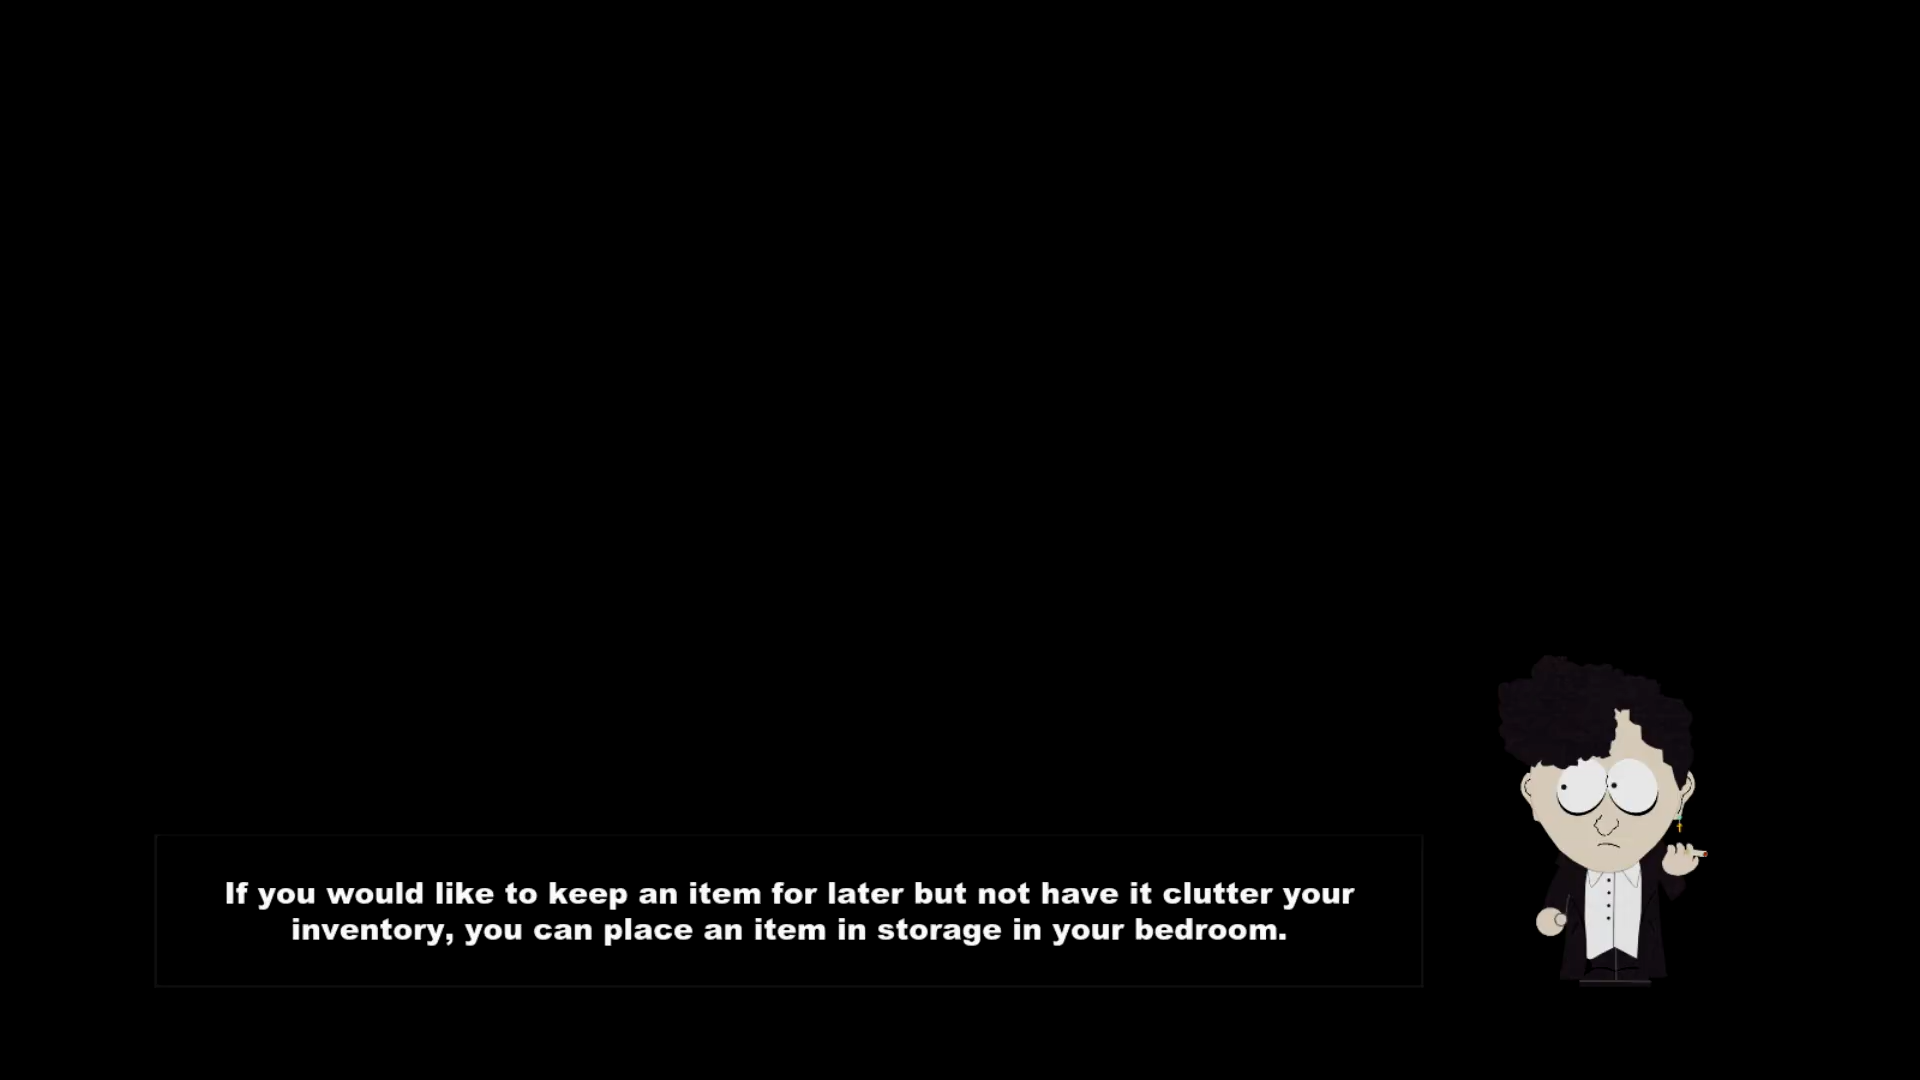 If you would like to keep an item for later but not have it clutter your
inventory, you can place an item in storage in your bedroom.